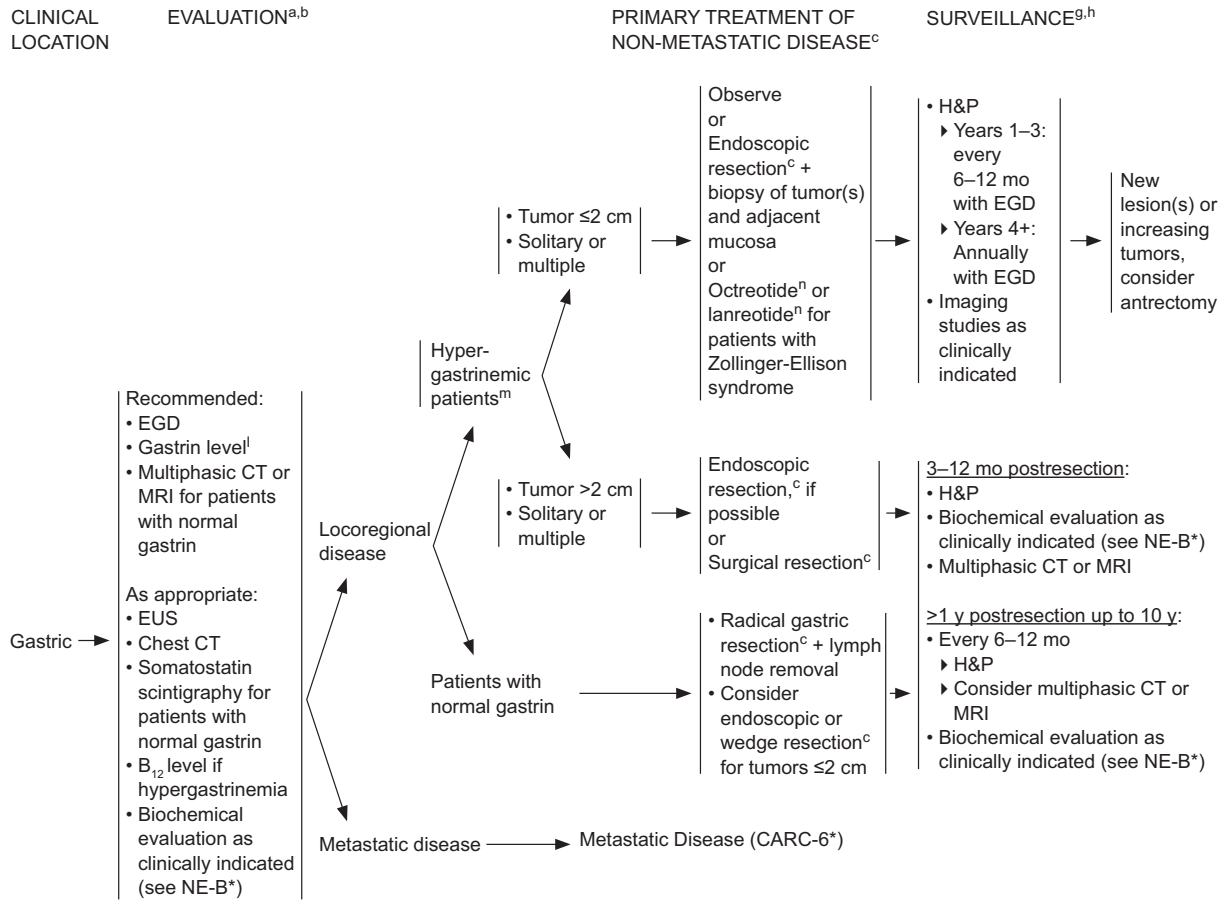 CLINICAL
LOCATION
EVALUATIONa,b
PRIMARY TREATMENT OF
NON-METASTATIC DISEASEc
SURVEILLANCEg,h
Gastric
Recommended:
• EGD
• Gastrin levell
• Multiphasic CT or
MRI for patients
with normal
gastrin
As appropriate:
• EUS
• Chest CT
• Somatostatin
scintigraphy for
patients with
normal gastrin
• B12 level if
hypergastrinemia
• Biochemical
evaluation as
clinically indicated
(see NE-B*)
Locoregional
disease
Hyper-
gastrinemic
patientsm
• Tumor ≤2 cm
• Solitary or
multiple
Observe
or
Endoscopic
resectionc +
biopsy of tumor(s)
and adjacent
mucosa
or
Octreotiden or
lanreotiden for
patients with
Zollinger-Ellison
syndrome
• H&P
▸ Years 1–3:
every
6–12 mo
with EGD
▸ Years 4+:
Annually
with EGD
• Imaging
studies as
clinically
indicated
New
lesion(s) or
increasing
tumors,
consider
antrectomy
• Tumor >2 cm
• Solitary or
multiple
Endoscopic
resection,c if
possible
or
Surgical resectionc
3–12 mo postresection:
• H&P
• Biochemical evaluation as
clinically indicated (see NE-B*)
• Multiphasic CT or MRI
>1 y postresection up to 10 y:
• Every 6–12 mo
▸ H&P
▸ Consider multiphasic CT or
MRI
• Biochemical evaluation as
clinically indicated (see NE-B*)
Patients with
normal gastrin
• Radical gastric
resectionc + lymph
node removal
• Consider
endoscopic or
wedge resectionc
for tumors ≤2 cm
Metastatic disease
Metastatic Disease (CARC-6*)